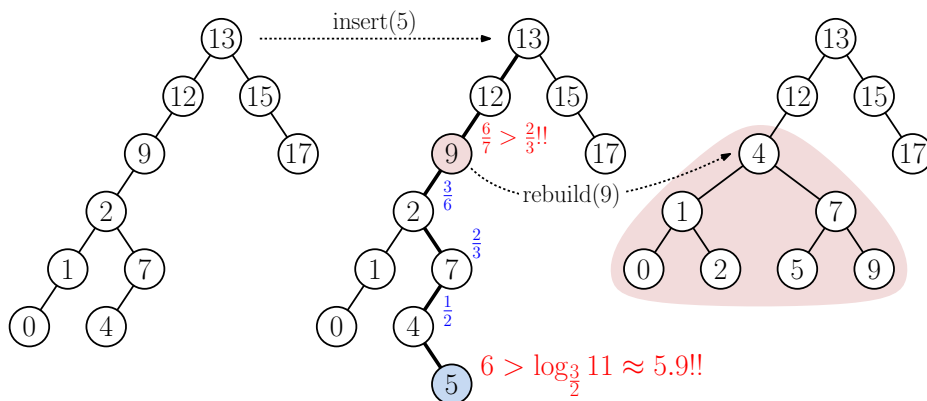 insert(5)
13 13 13
12 15 12 15 12 15
9 17 9 6/7 > 2/3!! 17 4 17
rebuild(9)
2 2 3/6 1 7
1 7 1 7 2/3 0 2 5 9
0 4 0 4 1/2
5 6 > log_{3/2} 11 ≈ 5.9!!